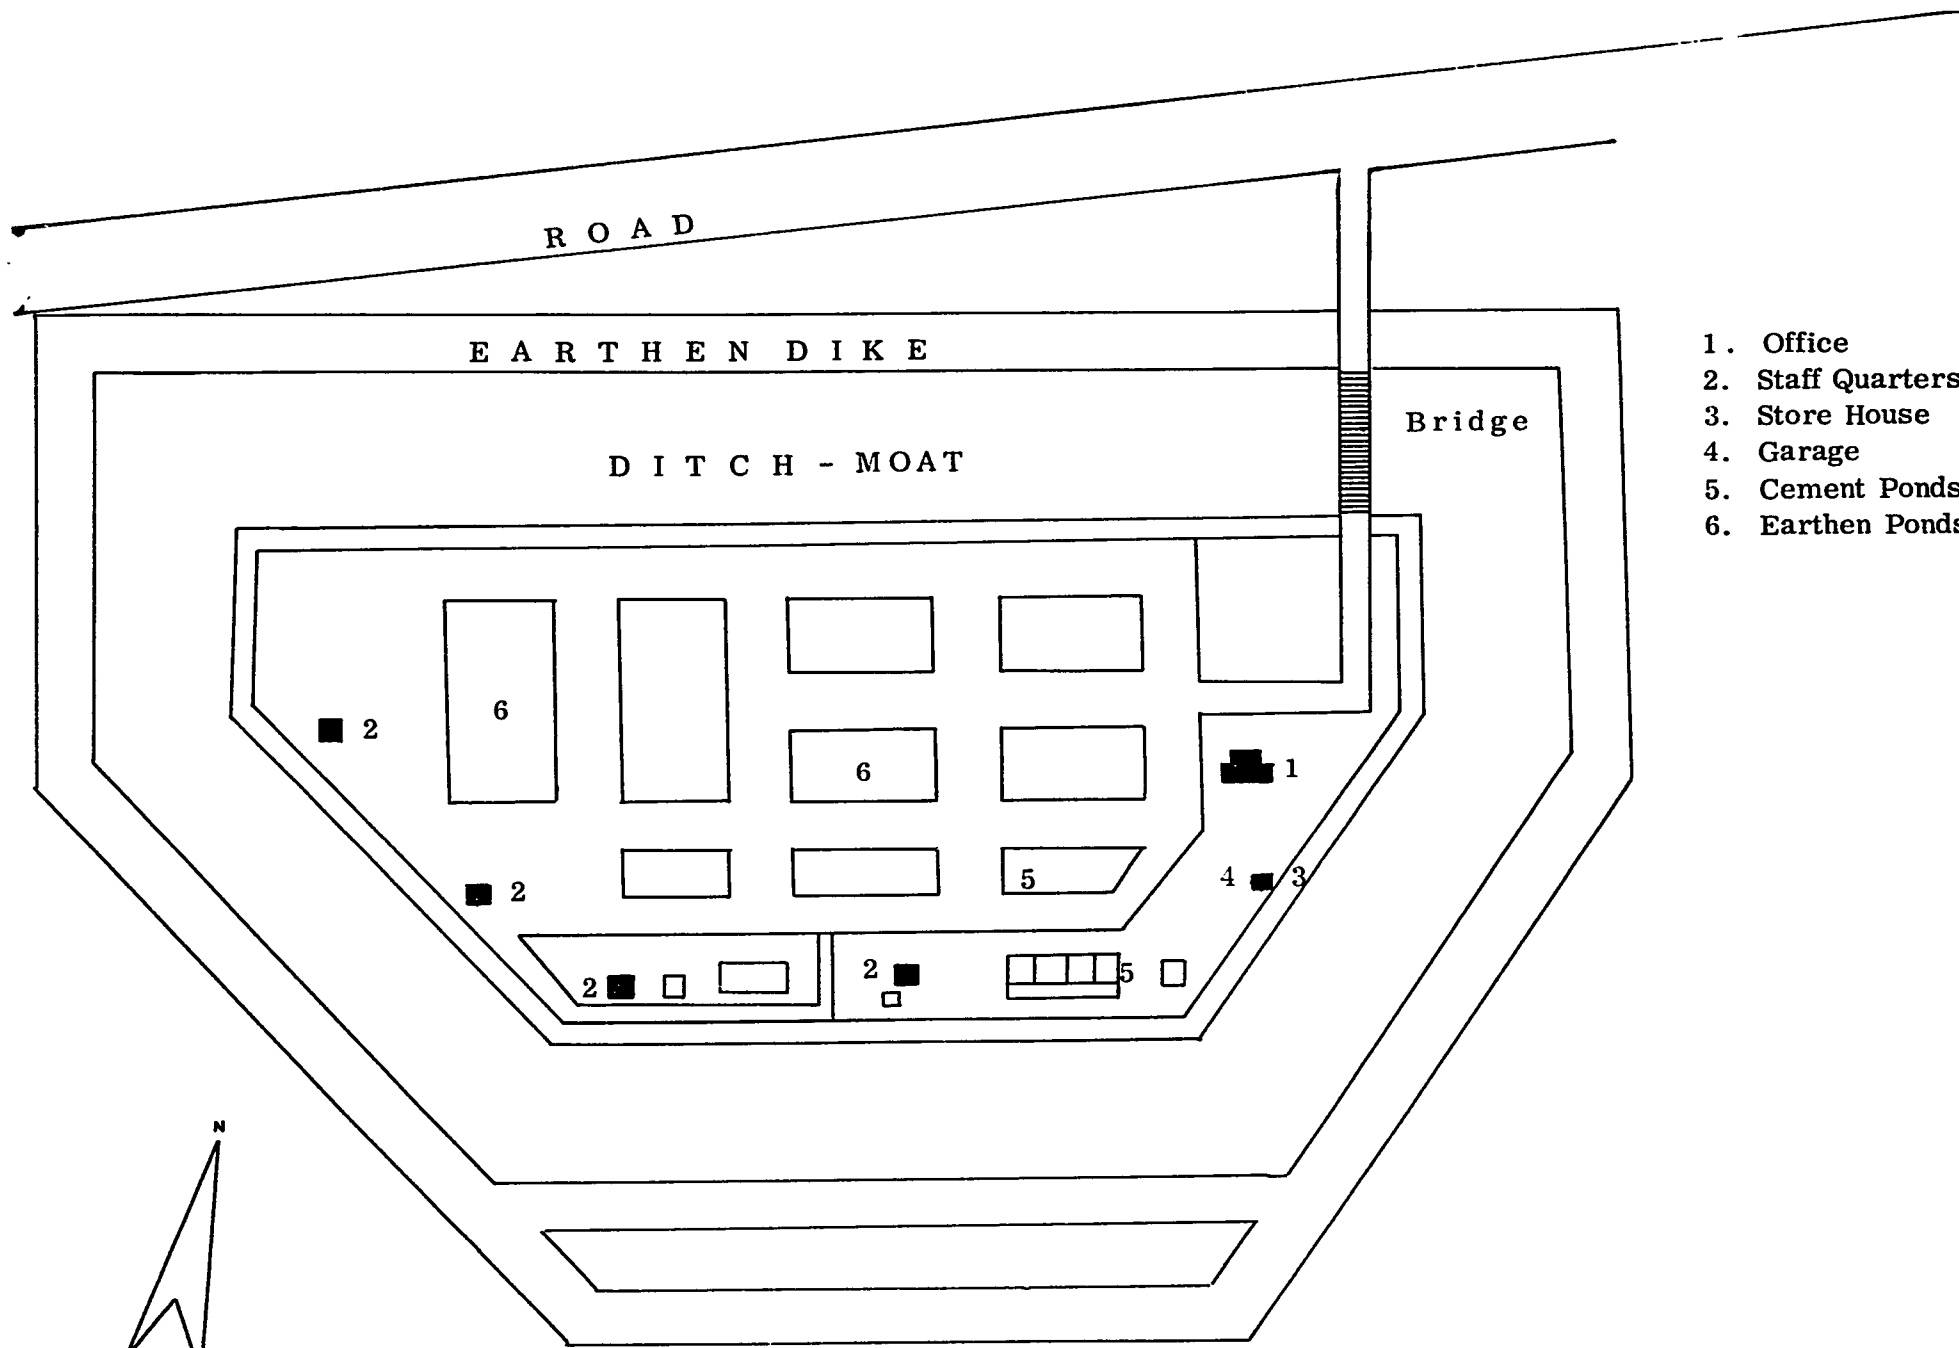 ROAD
EARTHEN DIKE
DITCH-MOAT
Bridge
1. Office
2. Staff Quarters
3. Store House
4. Garage
5. Cement Ponds
6. Earthen Ponds
6
2
6
1
2
5
4
3
2
2
5
N